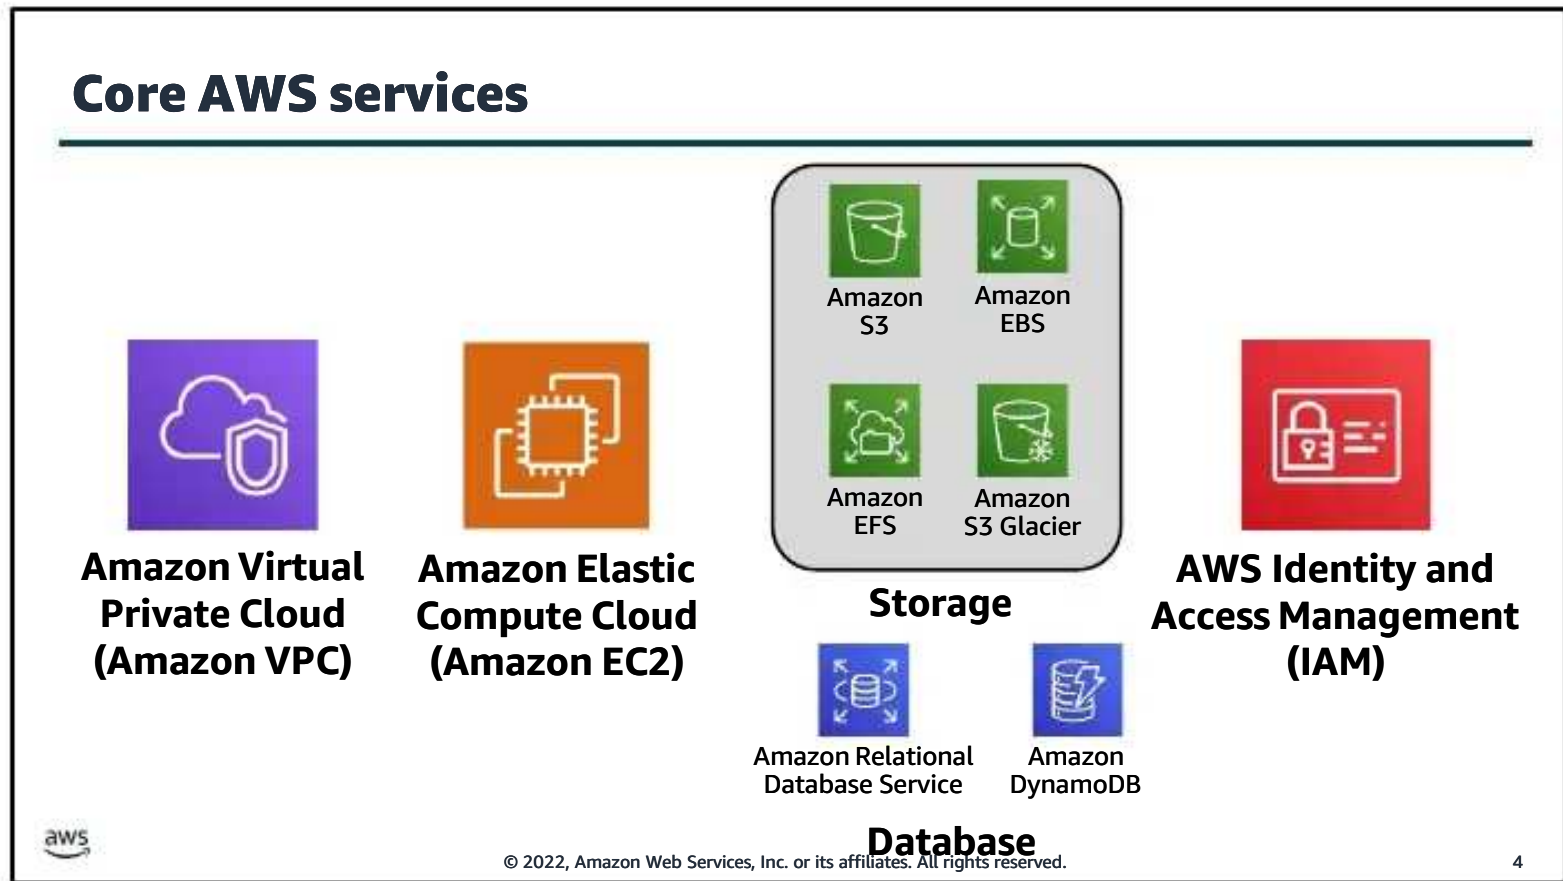 Core AWS services
Amazon Virtual
Private Cloud
(Amazon VPC)
Amazon Elastic
Compute Cloud
(Amazon EC2)
Amazon
S3
Amazon
EBS
Amazon
EFS
Amazon
S3 Glacier
Storage
Amazon Relational
Database Service
Amazon
DynamoDB
Database
AWS Identity and
Access Management
(IAM)
aws
© 2022, Amazon Web Services, Inc. or its affiliates. All rights reserved.
4